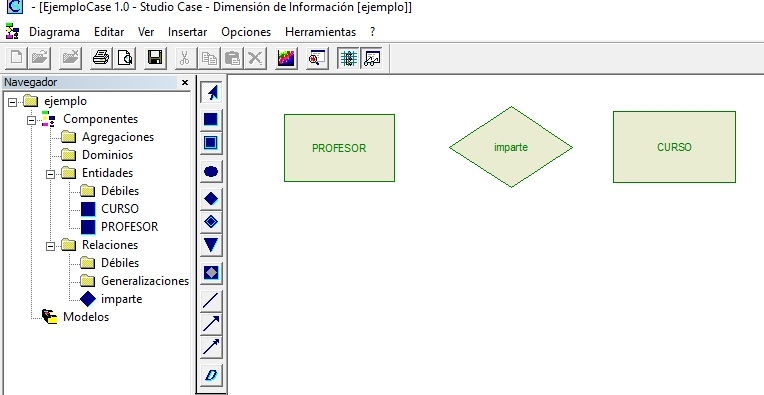 - [EjemploCase 1.0 - Studio Case - Dimensión de Información [ejemplo]]
Diagrama Editar Ver Insertar Opciones Herramientas ?
Navegador
ejemplo
Componentes
Agregaciones
Dominios
Entidades
Débiles
CURSO
PROFESOR
Relaciones
Débiles
Generalizaciones
imparte
Modelos
D
PROFESOR imparte CURSO